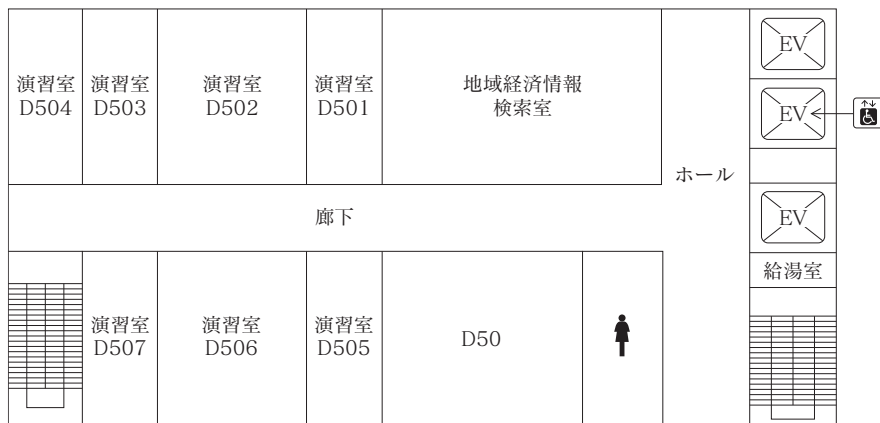 演習室
D504
演習室
D503
演習室
D502
演習室
D501
地域経済情報
検索室
ホール
EV
EV
EV
廊下
給湯室
演習室
D507
演習室
D506
演習室
D505
D50